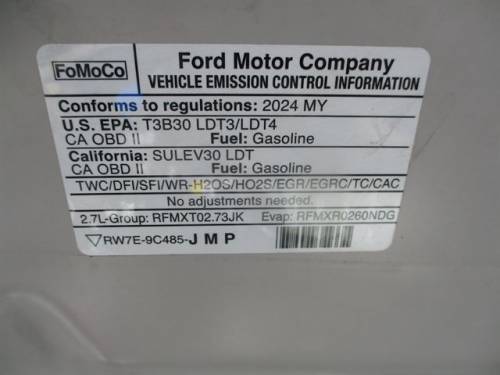 FoMoCo
Ford Motor Company
VEHICLE EMISSION CONTROL INFORMATION
Conforms to regulations: 2024 MY
U.S. EPA: T3B30 LDT3/LDT4
CA OBD II Fuel: Gasoline
California: SULEV30 LDT
CA OBD II Fuel: Gasoline
TWC/DFI/SFI/WR-H2OS/HO2S/EGR/EGRC/TC/CAC
No adjustments needed.
2.7L-Group: RFMXT02.73JK Evap: RFMXR0260NDG
RW7E-9C485-J M P